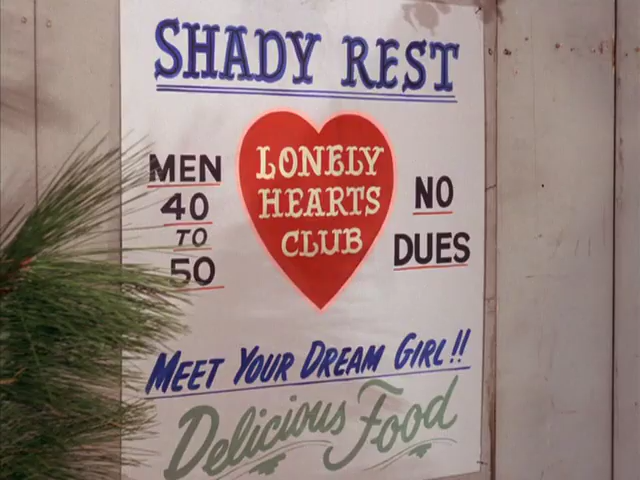 SHADY REST
LONELY
HEARTS
CLUB
MEN
40
TO
50
NO
DUES
MEET YOUR DREAM GIRL!!
Delicious Food